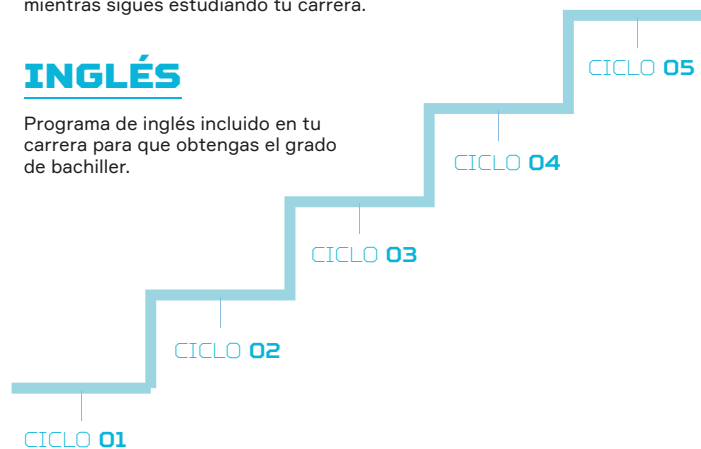 mientras sigues estudiando tu carrera.
INGLÉS
Programa de inglés incluido en tu
carrera para que obtengas el grado
de bachiller.
CICLO 05
CICLO 04
CICLO 03
CICLO 02
CICLO 01